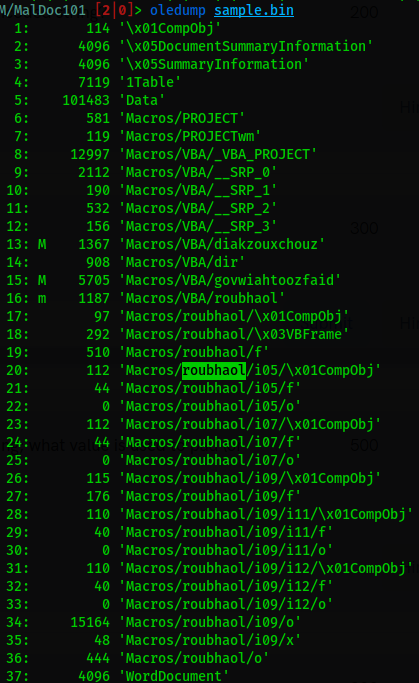 M/MalDoc101 [2|0]> oledump sample.bin
1: 114 '\x01CompObj'
2: 4096 '\x05DocumentSummaryInformation'
3: 4096 '\x05SummaryInformation'
4: 7119 '1Table'
5: 101483 'Data'
6: 581 'Macros/PROJECT'
7: 119 'Macros/PROJECTwm'
8: 12997 'Macros/VBA/_VBA_PROJECT'
9: 2112 'Macros/VBA/__SRP_0'
10: 190 'Macros/VBA/__SRP_1'
11: 532 'Macros/VBA/__SRP_2'
12: 156 'Macros/VBA/__SRP_3'
13: M 1367 'Macros/VBA/diakzouxchouz'
14: 908 'Macros/VBA/dir'
15: M 5705 'Macros/VBA/govwiahtoozfaid'
16: m 1187 'Macros/VBA/roubhaol'
17: 97 'Macros/roubhaol/\x01CompObj'
18: 292 'Macros/roubhaol/\x03VBFrame'
19: 510 'Macros/roubhaol/f'
20: 112 'Macros/roubhaol/i05/\x01CompObj'
21: 44 'Macros/roubhaol/i05/f'
22: 0 'Macros/roubhaol/i05/o'
23: 112 'Macros/roubhaol/i07/\x01CompObj'
24: 44 'Macros/roubhaol/i07/f'
25: 0 'Macros/roubhaol/i07/o'
26: 115 'Macros/roubhaol/i09/\x01CompObj'
27: 176 'Macros/roubhaol/i09/f'
28: 110 'Macros/roubhaol/i09/i11/\x01CompObj'
29: 40 'Macros/roubhaol/i09/i11/f'
30: 0 'Macros/roubhaol/i09/i11/o'
31: 110 'Macros/roubhaol/i09/i12/\x01CompObj'
32: 40 'Macros/roubhaol/i09/i12/f'
33: 0 'Macros/roubhaol/i09/i12/o'
34: 15164 'Macros/roubhaol/i09/o'
35: 48 'Macros/roubhaol/i09/x'
36: 444 'Macros/roubhaol/o'
37: 4096 'WordDocument'
200
300
500